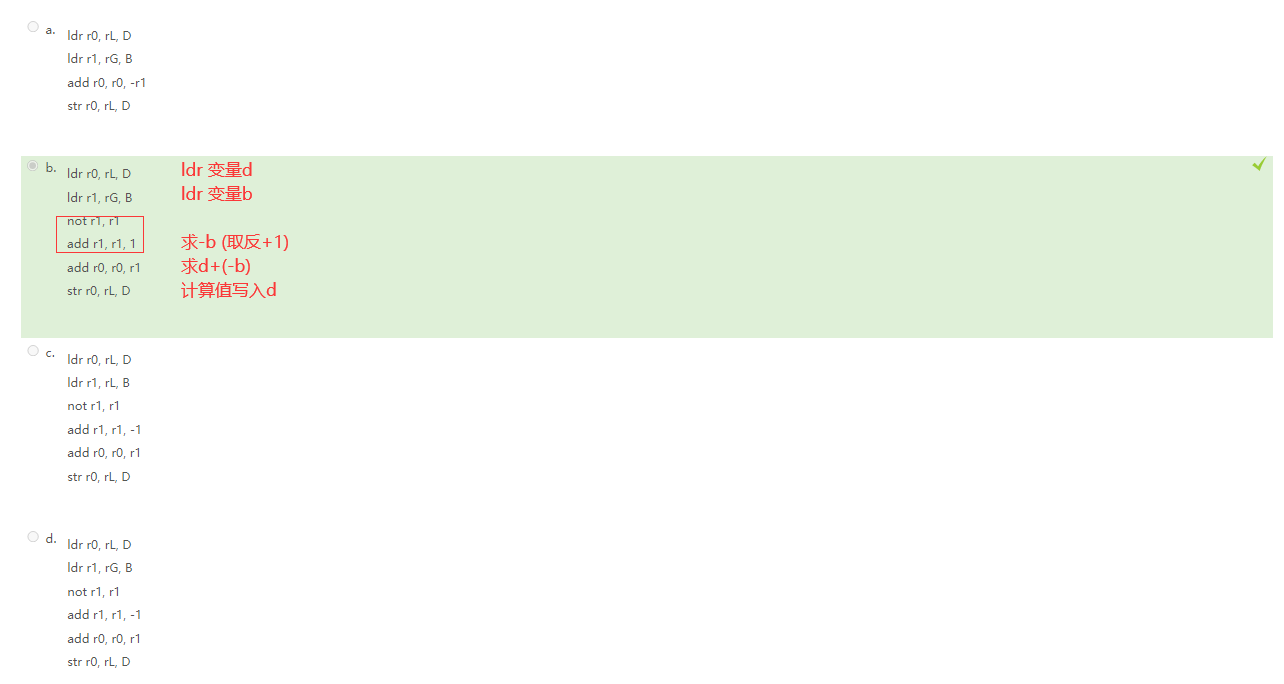 a.
ldr r0, rL, D
ldr r1, rG, B
add r0, r0, -r1
str r0, rL, D
b.
ldr r0, rL, D ldr 变量d
ldr r1, rG, B ldr 变量b
not r1, r1
add r1, r1, 1 求-b (取反+1)
add r0, r0, r1 求d+(-b)
str r0, rL, D 计算值写入d
c.
ldr r0, rL, D
ldr r1, rL, B
not r1, r1
add r1, r1, -1
add r0, r0, r1
str r0, rL, D
d.
ldr r0, rL, D
ldr r1, rG, B
not r1, r1
add r1, r1, -1
add r0, r0, r1
str r0, rL, D